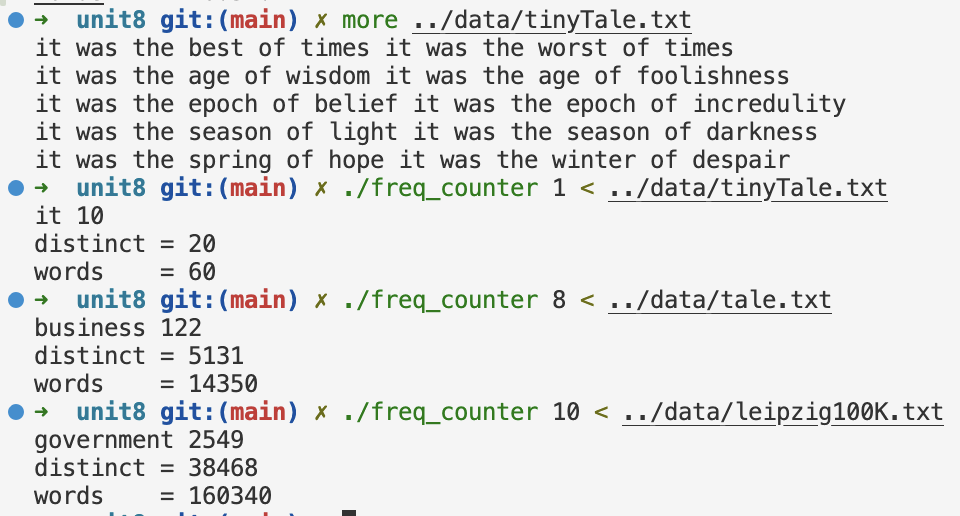 ➜  unit8 git:(main) ✗ more ../data/tinyTale.txt
it was the best of times it was the worst of times
it was the age of wisdom it was the age of foolishness
it was the epoch of belief it was the epoch of incredulity
it was the season of light it was the season of darkness
it was the spring of hope it was the winter of despair
➜  unit8 git:(main) ✗ ./freq_counter 1 < ../data/tinyTale.txt
it 10
distinct = 20
words    = 60
➜  unit8 git:(main) ✗ ./freq_counter 8 < ../data/tale.txt
business 122
distinct = 5131
words    = 14350
➜  unit8 git:(main) ✗ ./freq_counter 10 < ../data/leipzig100K.txt
government 2549
distinct = 38468
words    = 160340